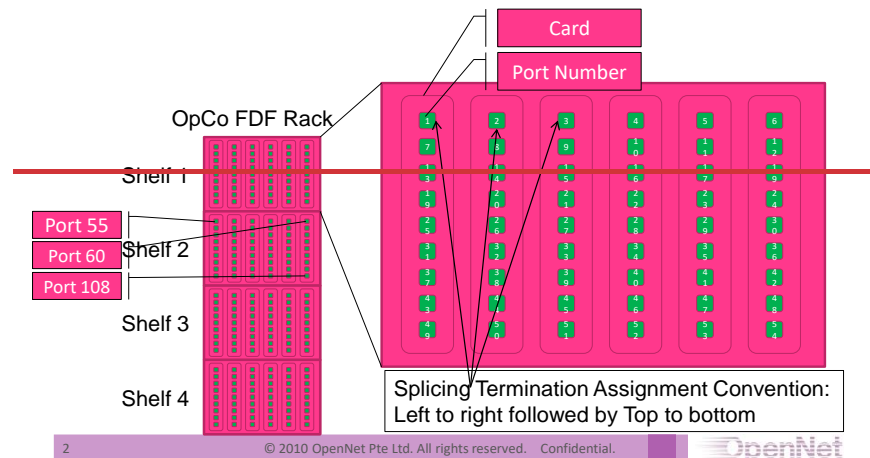 Card
Port Number
OpCo FDF Rack
1 2 3 4 5 6
7 8 9 10 11 12
Shelf 1
13 14 15 16 17 19
19 20 21 22 23 24
Port 55
25 26 27 28 29 30
Port 60
Shelf 2
31 32 33 34 35 36
Port 108
37 38 39 40 41 42
Shelf 3
43 44 45 46 47 48
49 50 51 52 53 54
Shelf 4
Splicing Termination Assignment Convention:
Left to right followed by Top to bottom
2
© 2010 OpenNet Pte Ltd. All rights reserved. Confidential.
OpenNet